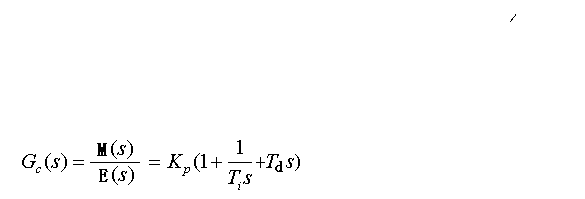 G_c(s) = M(s)/E(s) = K_p(1+ 1/(T_i s) +T_d s)